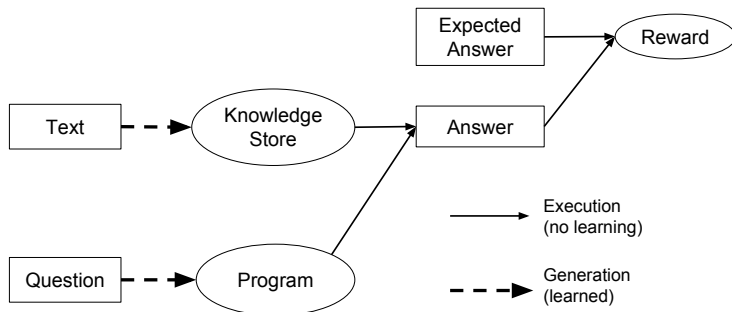 Expected
Answer
Reward
Text
Knowledge
Store
Answer
Execution
(no learning)
Question
Program
Generation
(learned)